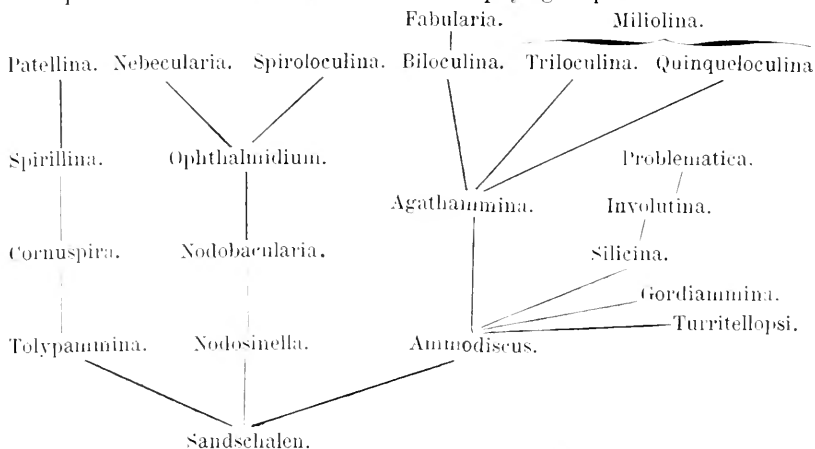 Fabularia. Miliolina.
Patellina. Nebecularia. Spiroloculina. Biloculina. Triloculina. Quinqueloculina
Spirillina. Ophthalmidium. Problematica.
Agathammina. Involutina.
Cornuspira. Nodobacularia. Silicina.
Gordiammina.
Turritellopsi.
Tolypammina. Nodosinella. Ammodiscus.
Sandschalen.